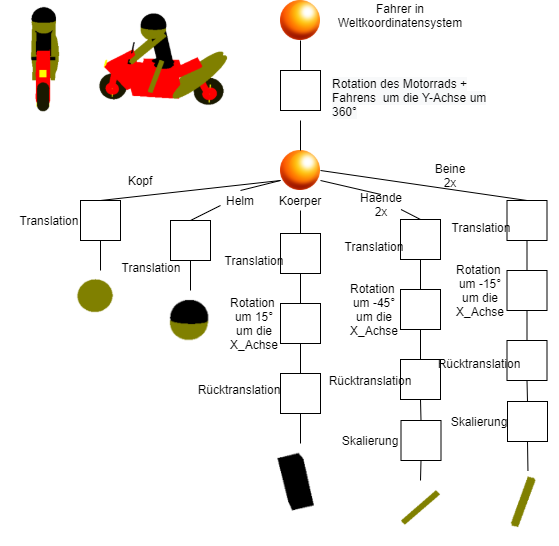 Fahrer in
Weltkoordinatensystem
Rotation des Motorrads +
Fahrens um die Y-Achse um
360°
Kopf
Helm
Koerper
Haende
2x
Beine
2x
Translation
Translation
Translation
Translation
Translation
Rotation
um 15°
um die
X_Achse
Rotation
um -45°
um die
X_Achse
Rotation
um -15°
um die
X_Achse
Rücktranslation
Rücktranslation
Rücktranslation
Skalierung
Skalierung